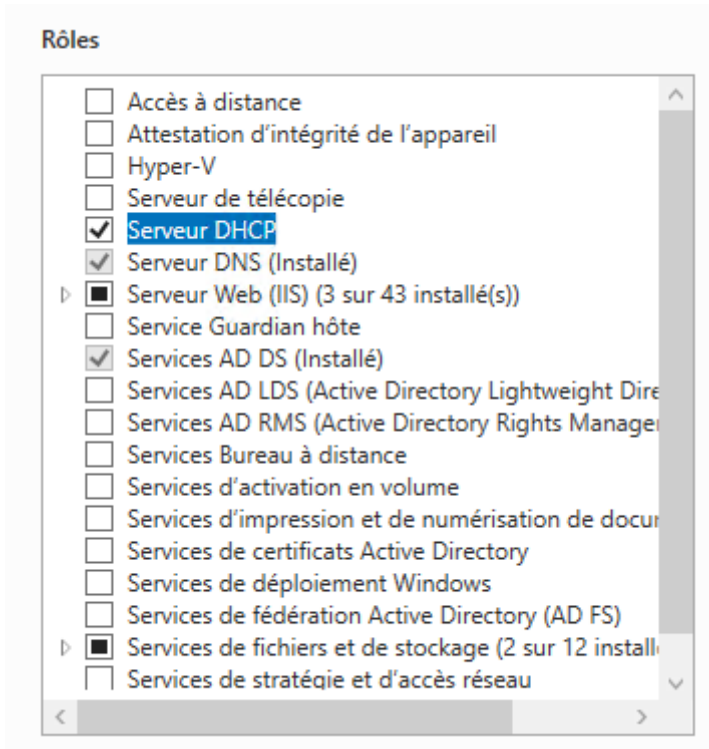 Rôles
Accès à distance
Attestation d’intégrité de l’appareil
Hyper-V
Serveur de télécopie
Serveur DHCP
Serveur DNS (Installé)
Serveur Web (IIS) (3 sur 43 installé(s))
Service Guardian hôte
Services AD DS (Installé)
Services AD LDS (Active Directory Lightweight Dire
Services AD RMS (Active Directory Rights Manage
Services Bureau à distance
Services d’activation en volume
Services d’impression et de numérisation de docu
Services de certificats Active Directory
Services de déploiement Windows
Services de fédération Active Directory (AD FS)
Services de fichiers et de stockage (2 sur 12 install
Services de stratégie et d’accès réseau